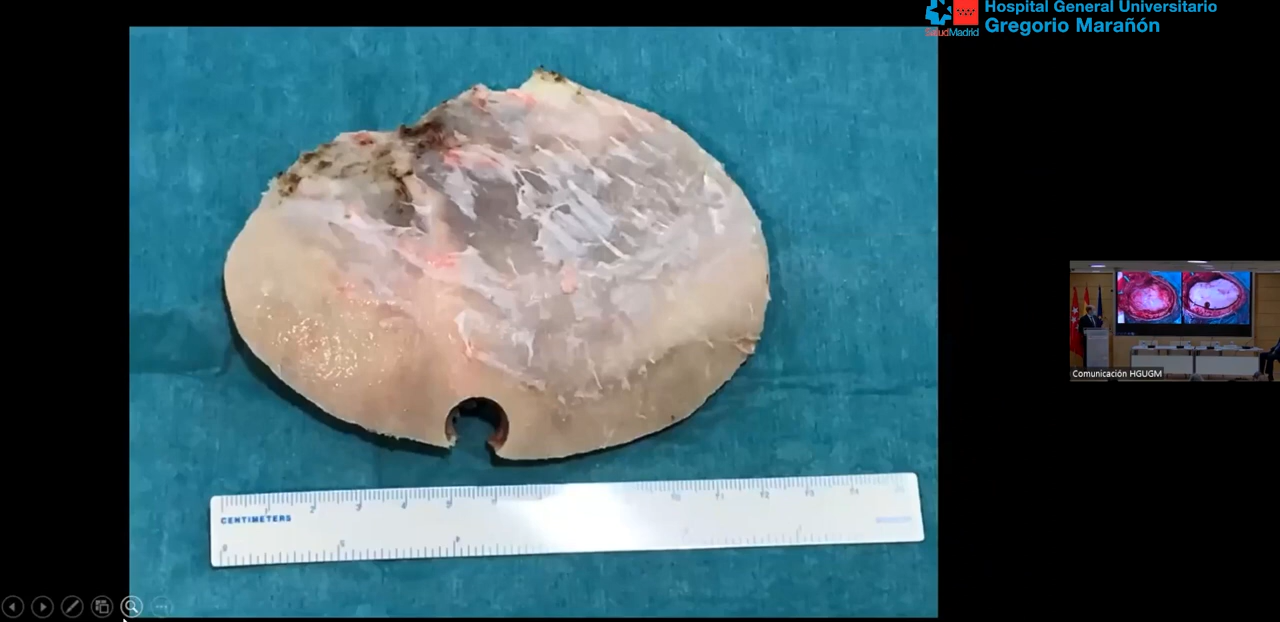 Hospital General Universitario
Gregorio Marañón
SaludMadrid
CENTIMETERS
Comunicación HGUGM